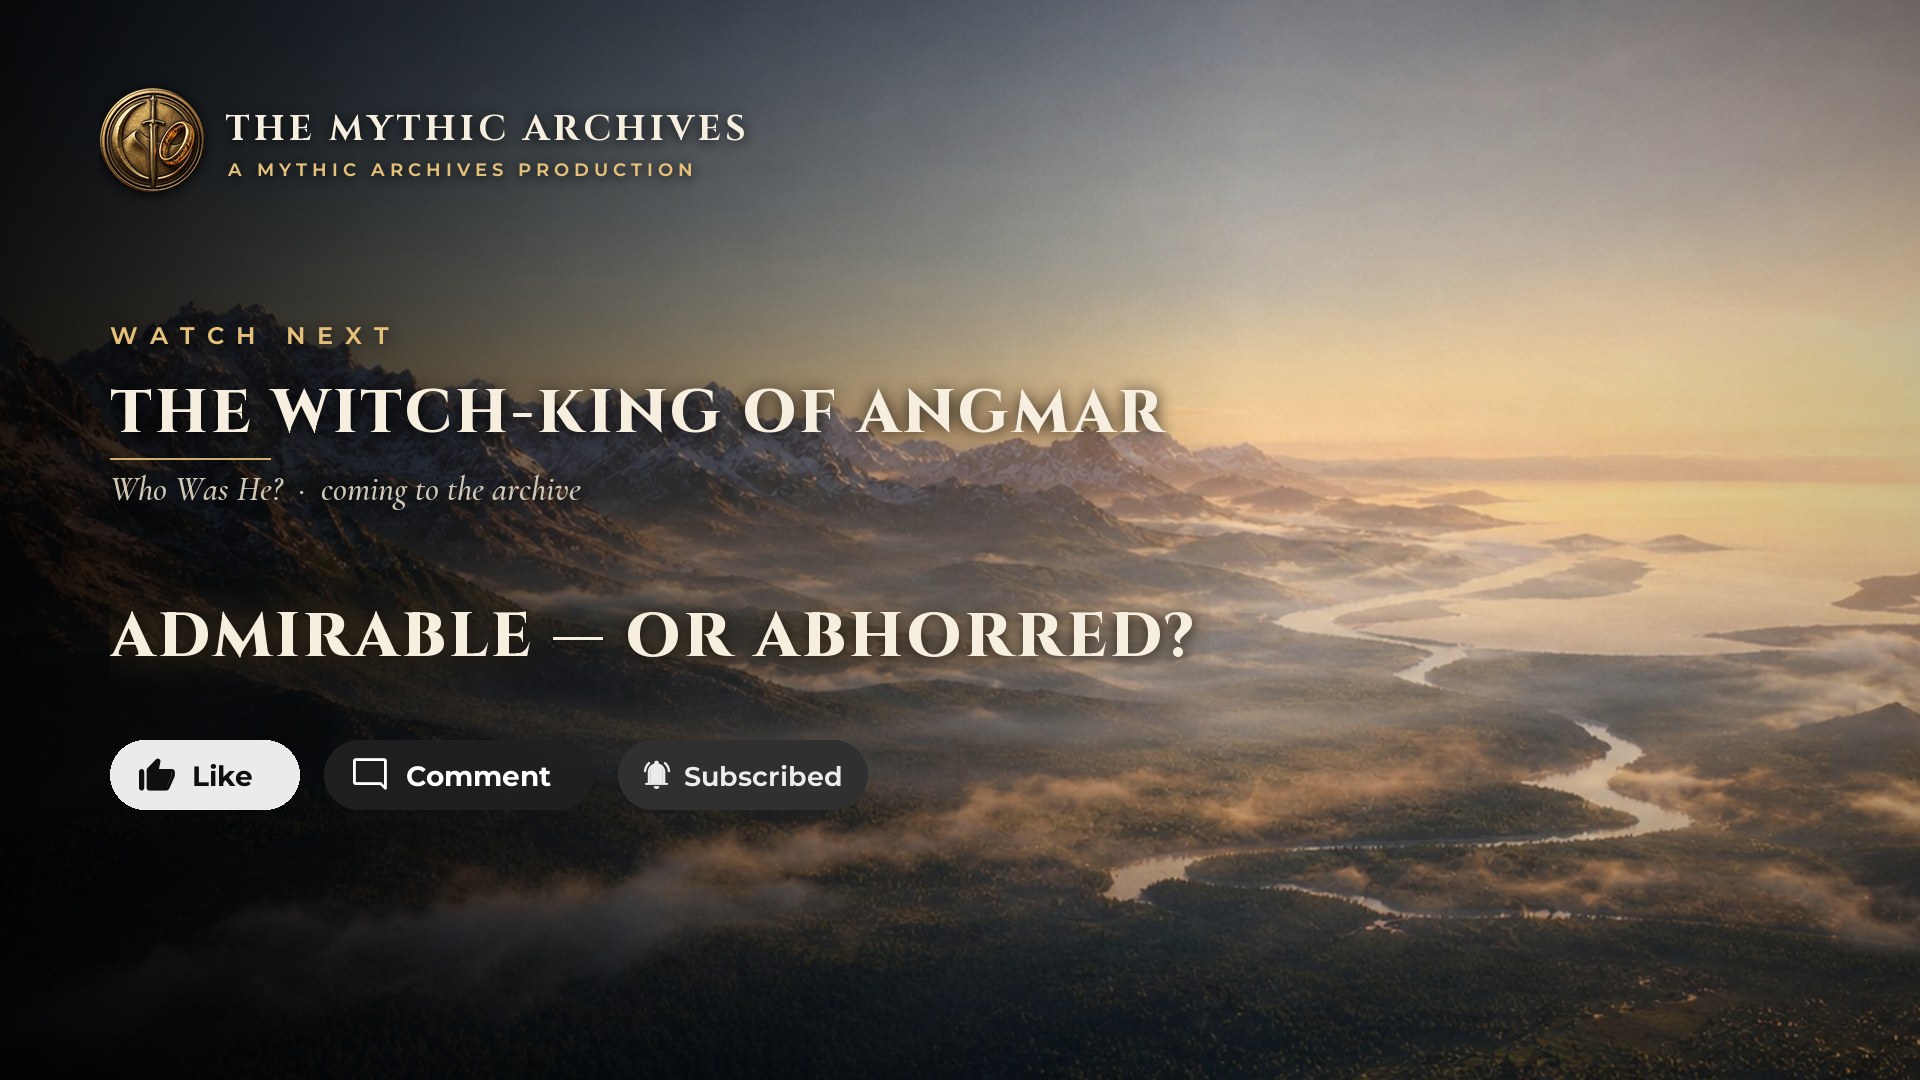 THE MYTHIC ARCHIVES
A MYTHIC ARCHIVES PRODUCTION
WATCH NEXT
THE WITCH-KING OF ANGMAR
Who Was He? · coming to the archive
ADMIRABLE — OR ABHORRED?
Like
Comment
Subscribed